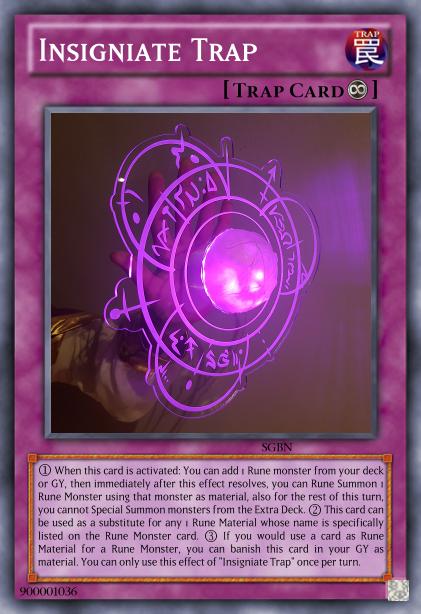 INSIGNIATE TRAP
TRAP
罠
[ TRAP CARD ]
SGBN
① When this card is activated: You can add 1 Rune monster from your deck
or GY, then immediately after this effect resolves, you can Rune Summon 1
Rune Monster using that monster as material, also for the rest of this turn,
you cannot Special Summon monsters from the Extra Deck. ② This card can
be used as a substitute for any 1 Rune Material whose name is specifically
listed on the Rune Monster card. ③ If you would use a card as Rune
Material for a Rune Monster, you can banish this card in your GY as
material. You can only use this effect of "Insigniate Trap" once per turn.
900001036